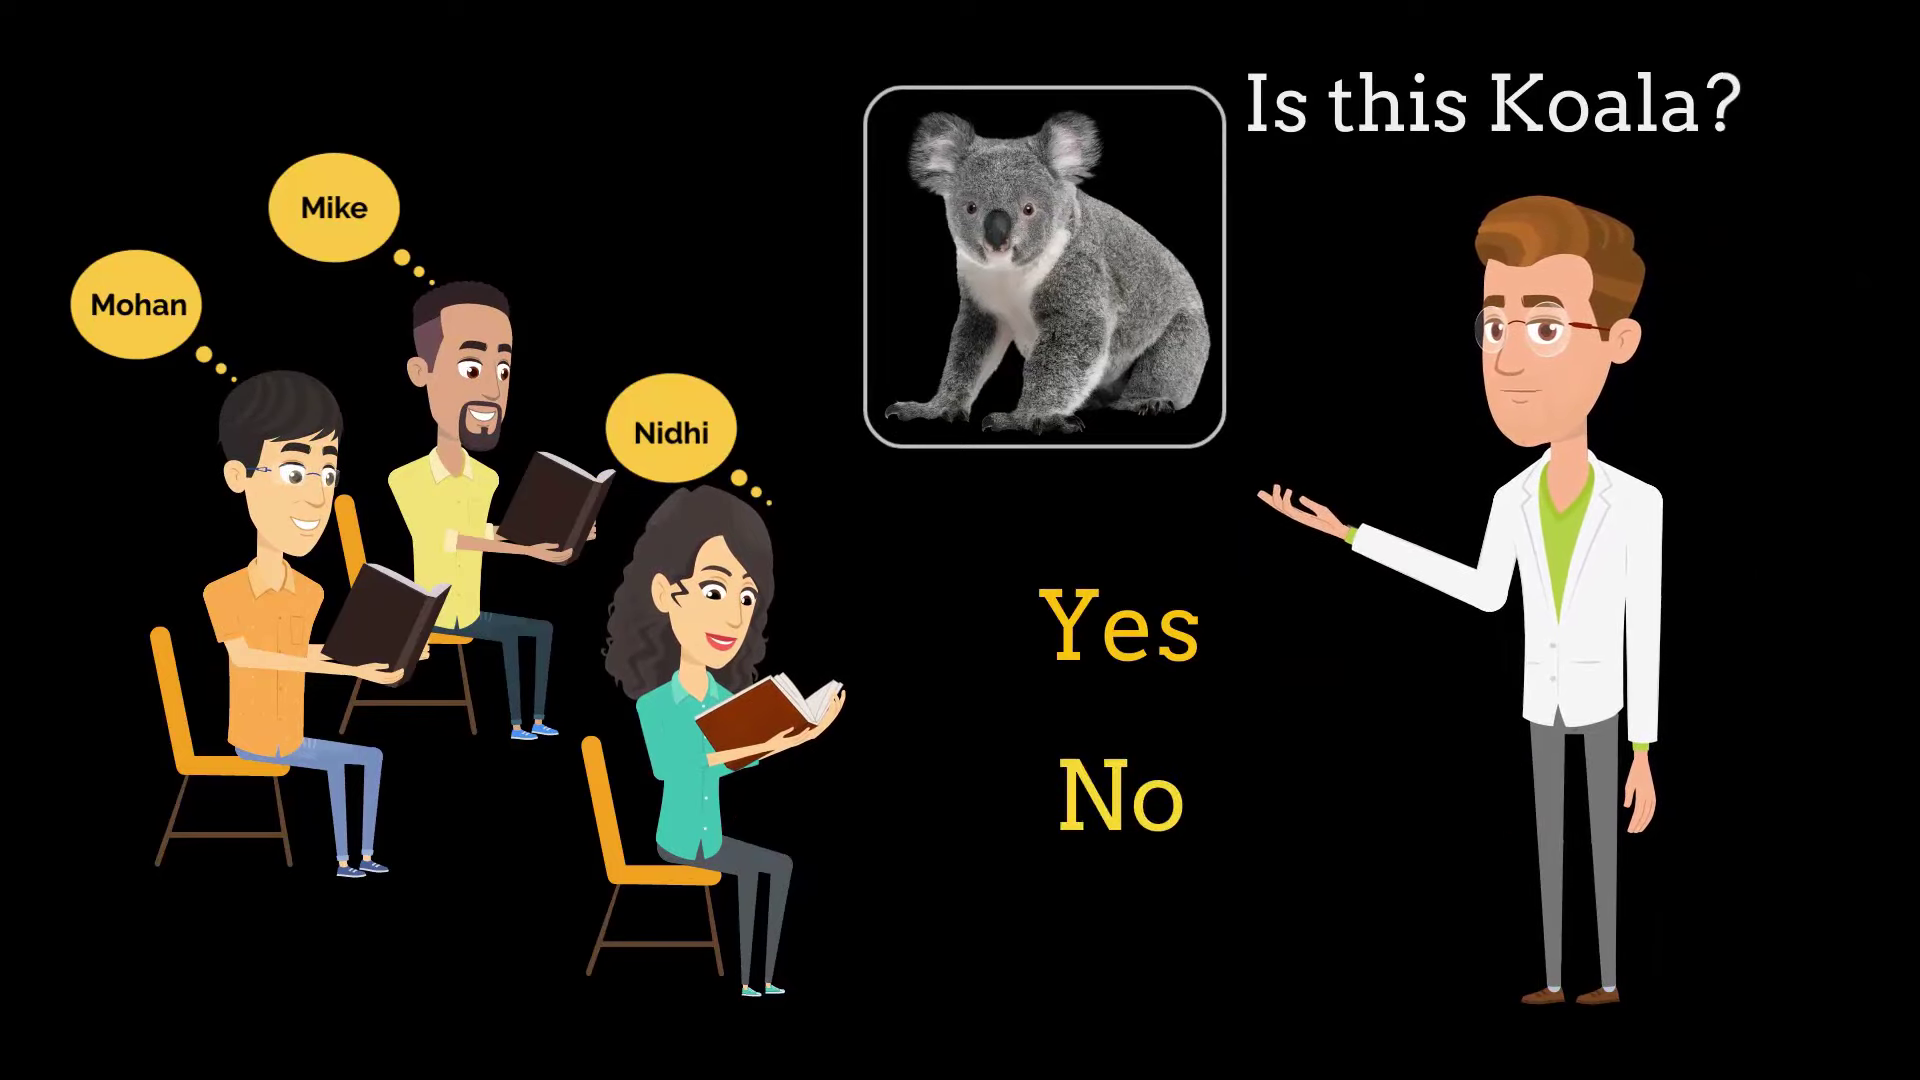 Is this Koala?
Mike
Mohan
Nidhi
Yes
No